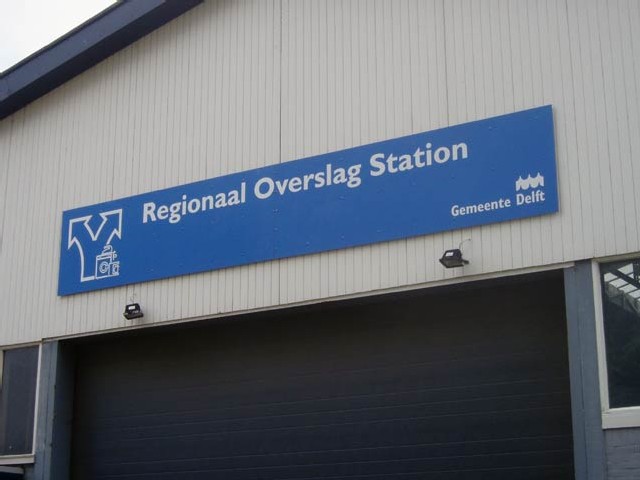 Regionaal Overslag Station
Gemeente Delft